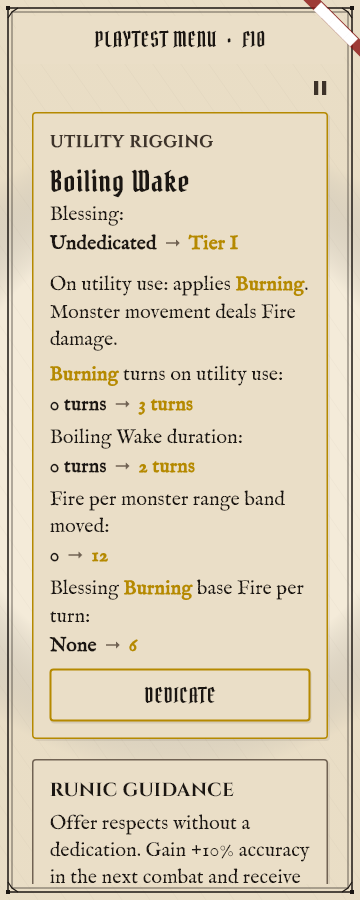 PLAYTEST MENU · F10
UTILITY RIGGING
Boiling Wake
Blessing:
Undedicated → Tier I
On utility use: applies Burning.
Monster movement deals Fire
damage.
Burning turns on utility use:
0 turns → 3 turns
Boiling Wake duration:
0 turns → 2 turns
Fire per monster range band
moved:
0 → 12
Blessing Burning base Fire per
turn:
None → 6
DEDICATE
RUNIC GUIDANCE
Offer respects without a
dedication. Gain +10% accuracy
in the next combat and receive